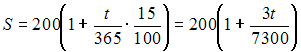 S = 200(1 + t/365 · 15/100) = 200(1 + 3t/7300)